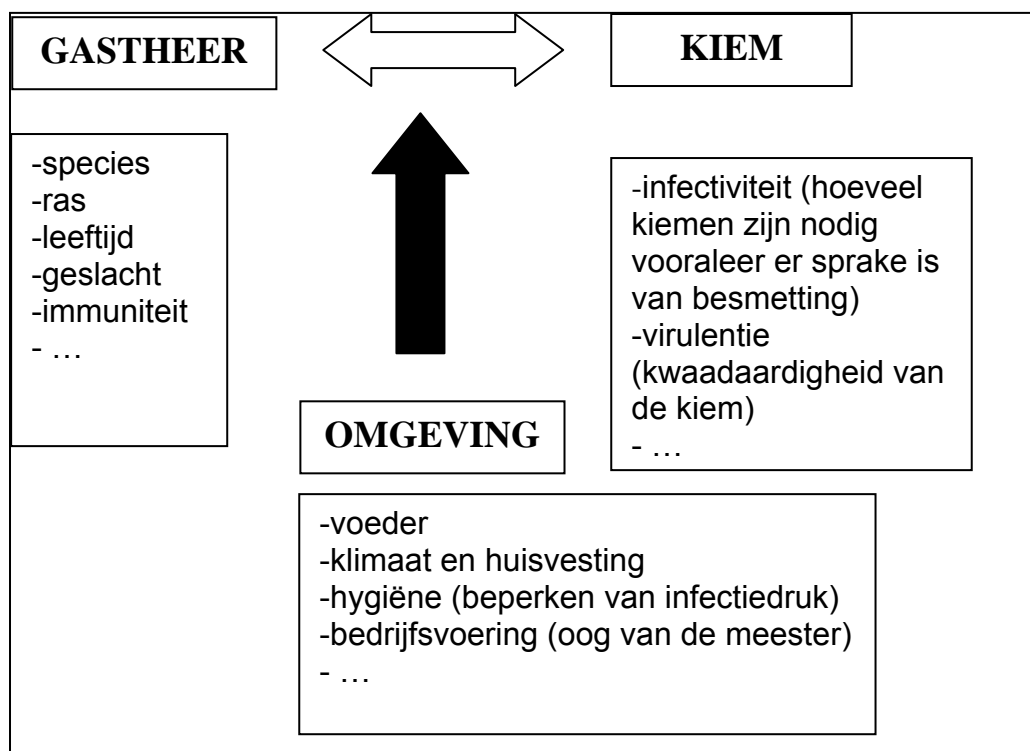 GASTHEER
KIEM
-species
-ras
-leeftijd
-geslacht
-immuniteit
- …
-infectiviteit (hoeveel
kiemen zijn nodig
vooraleer er sprake is
van besmetting)
-virulentie
(kwaadaardigheid van
de kiem)
- …
OMGEVING
-voeder
-klimaat en huisvesting
-hygiëne (beperken van infectiedruk)
-bedrijfsvoering (oog van de meester)
- …